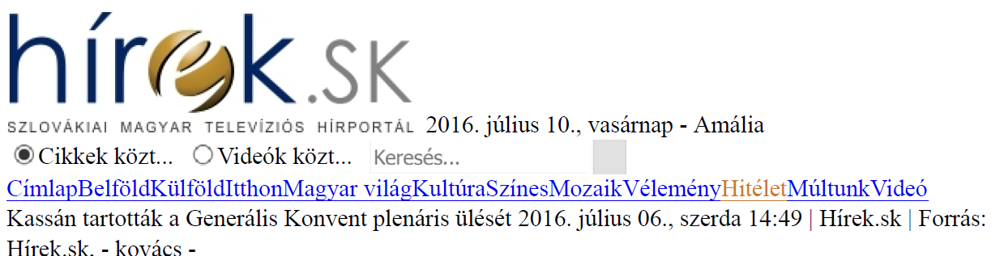 hírek.SK
SZLOVÁKIAI MAGYAR TELEVÍZIÓS HÍRPORTÁL 2016. július 10., vasárnap - Amália
Cikkek közt... Videók közt... Keresés...
CímlapBelföldKülföldItthonMagyar világKultúraSzínesMozaikVéleményHitéletMúltunkVideó
Kassán tartották a Generális Konvent plenáris ülését 2016. július 06., szerda 14:49 | Hírek.sk | Forrás:
Hírek.sk, - kovács -